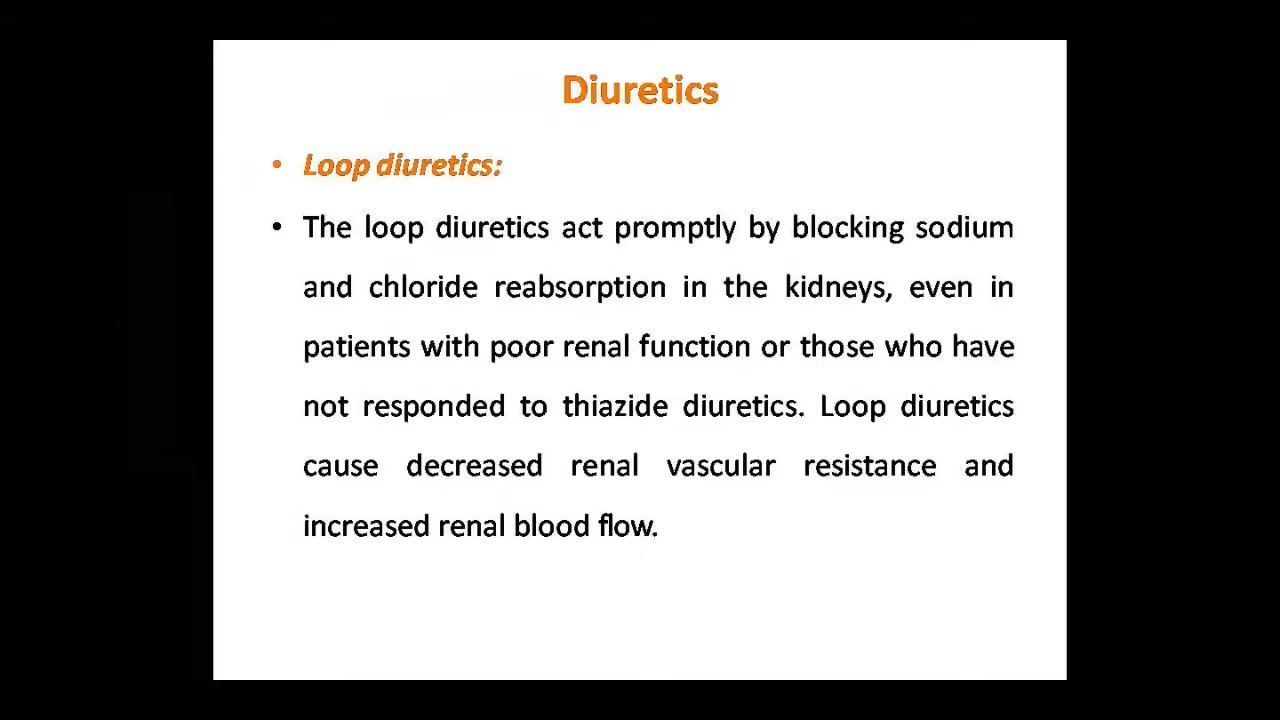 Diuretics
• Loop diuretics:
• The loop diuretics act promptly by blocking sodium
and chloride reabsorption in the kidneys, even in
patients with poor renal function or those who have
not responded to thiazide diuretics. Loop diuretics
cause decreased renal vascular resistance and
increased renal blood flow.